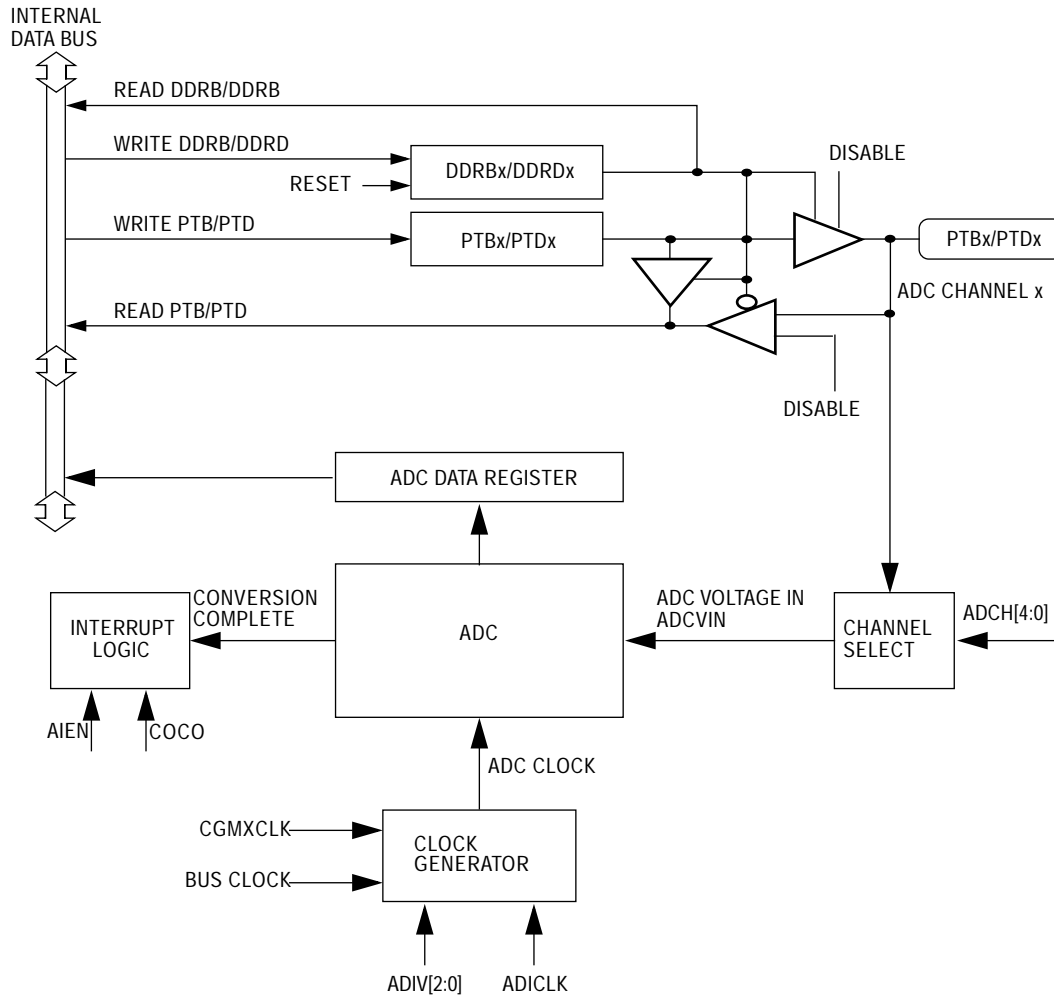 INTERNAL
DATA BUS
READ DDRB/DDRB
WRITE DDRB/DDRD
DISABLE
RESET
DDRBx/DDRDx
WRITE PTB/PTD
PTBx/PTDx
PTBx/PTDx
ADC CHANNEL x
READ PTB/PTD
DISABLE
ADC DATA REGISTER
CONVERSION
COMPLETE
INTERRUPT
LOGIC
ADC
ADC VOLTAGE IN
ADCVIN
CHANNEL
SELECT
ADCH[4:0]
AIEN
COCO
ADC CLOCK
CGMXCLK
CLOCK
GENERATOR
BUS CLOCK
ADIV[2:0]
ADICLK